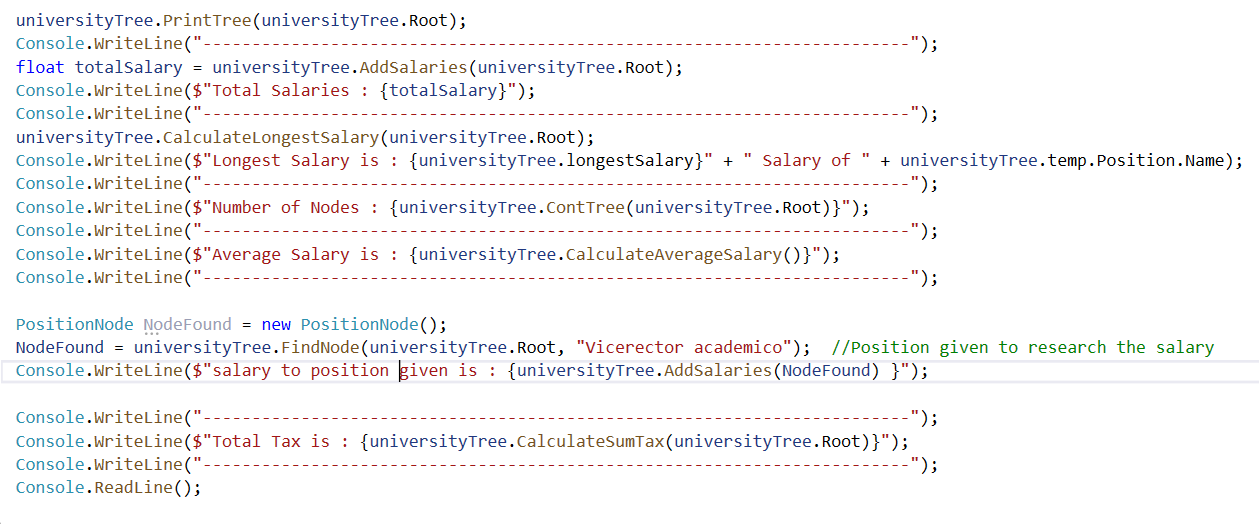 universityTree.PrintTree(universityTree.Root);
Console.WriteLine("------------------------------------------------------------------------");
float totalSalary = universityTree.AddSalaries(universityTree.Root);
Console.WriteLine($"Total Salaries : {totalSalary}");
Console.WriteLine("------------------------------------------------------------------------");
universityTree.CalculateLongestSalary(universityTree.Root);
Console.WriteLine($"Longest Salary is : {universityTree.longestSalary}" + " Salary of " + universityTree.temp.Position.Name);
Console.WriteLine("------------------------------------------------------------------------");
Console.WriteLine($"Number of Nodes : {universityTree.ContTree(universityTree.Root)}");
Console.WriteLine("------------------------------------------------------------------------");
Console.WriteLine($"Average Salary is : {universityTree.CalculateAverageSalary()}");
Console.WriteLine("------------------------------------------------------------------------");
PositionNode NodeFound = new PositionNode();
NodeFound = universityTree.FindNode(universityTree.Root, "Vicerector academico");  //Position given to research the salary
Console.WriteLine($"salary to position given is : {universityTree.AddSalaries(NodeFound) }");
Console.WriteLine("------------------------------------------------------------------------");
Console.WriteLine($"Total Tax is : {universityTree.CalculateSumTax(universityTree.Root)}");
Console.WriteLine("------------------------------------------------------------------------");
Console.ReadLine();